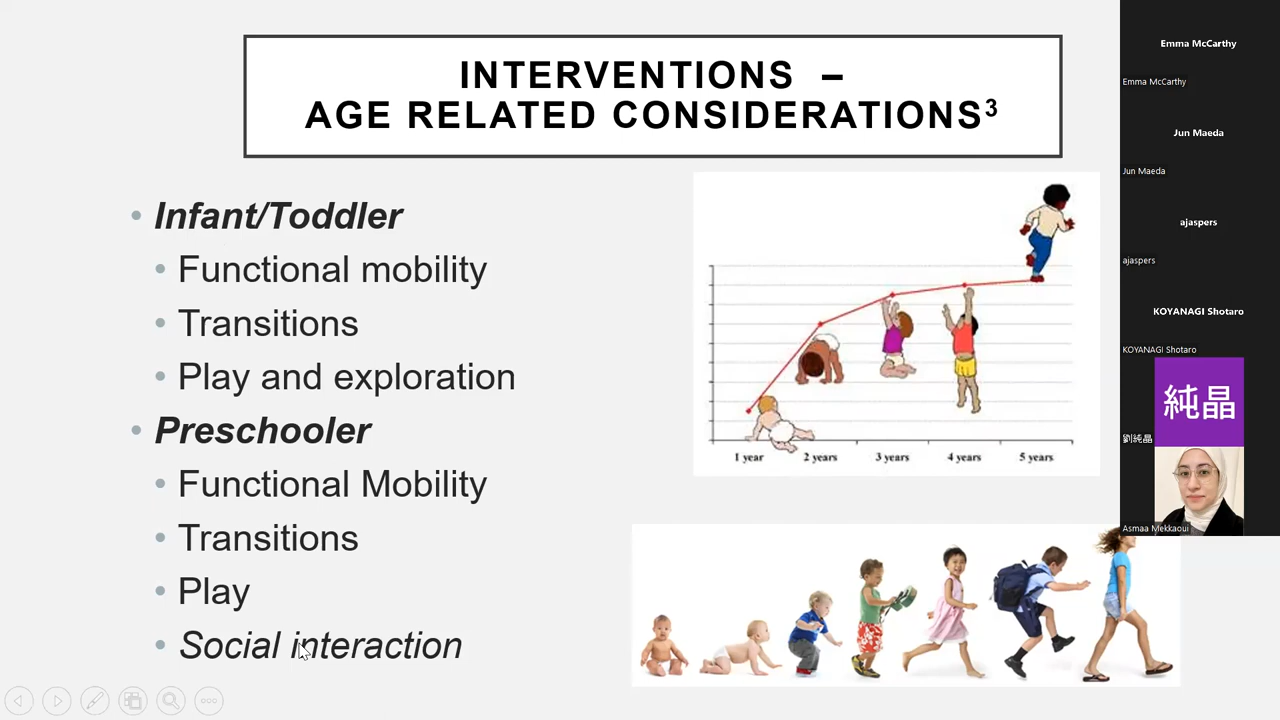 INTERVENTIONS –
AGE RELATED CONSIDERATIONS³
• Infant/Toddler
• Functional mobility
• Transitions
• Play and exploration
• Preschooler
• Functional Mobility
• Transitions
• Play
• Social interaction
1 year 2 years 3 years 4 years 5 years
Emma McCarthy
Emma McCarthy
Jun Maeda
Jun Maeda
ajaspers
ajaspers
KOYANAGI Shotaro
KOYANAGI Shotaro
純晶
劉純晶
Asmaa Mekkaoui